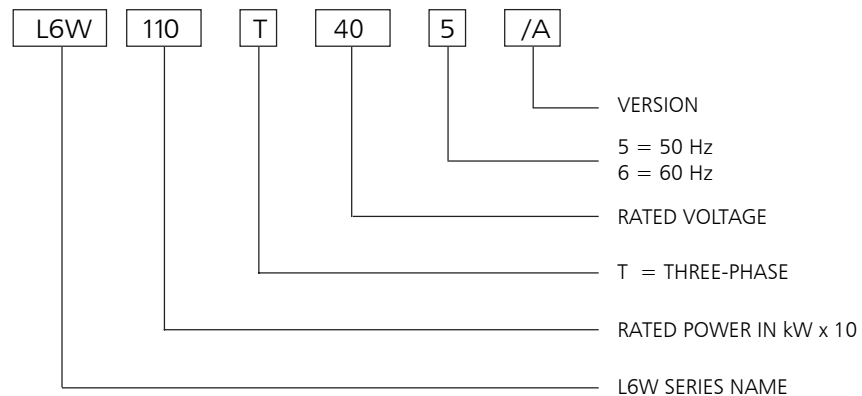 L6W 110 T 40 5 /A
VERSION
5 = 50 Hz
6 = 60 Hz
RATED VOLTAGE
T = THREE-PHASE
RATED POWER IN kW x 10
L6W SERIES NAME